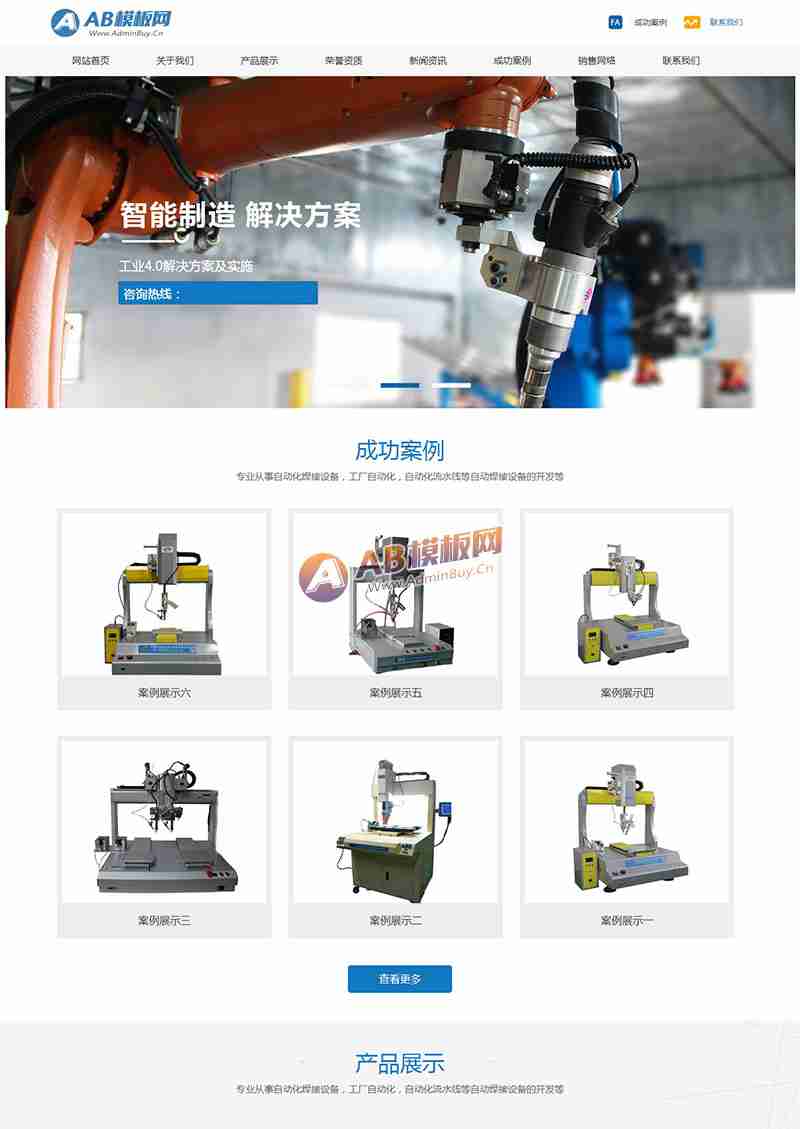 AB模板网
Www.AdminBuy.Cn
FA 成功案例 联系我们
网站首页 关于我们 产品展示 荣誉资质 新闻资讯 成功案例 销售网络 联系我们
智能制造 解决方案
工业4.0解决方案及实施
咨询热线：
成功案例
专业从事自动化焊接设备，工厂自动化，自动化流水线等自动焊接设备的开发等
AB模板网
Www.AdminBuy.Cn
案例展示六 案例展示五 案例展示四
案例展示三 案例展示二 案例展示一
查看更多
产品展示
专业从事自动化焊接设备，工厂自动化，自动化流水线等自动焊接设备的开发等